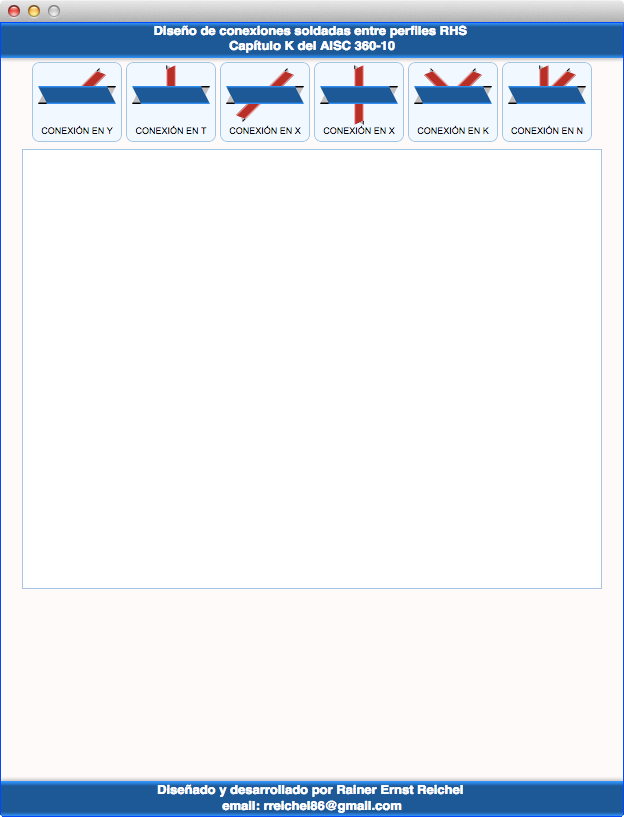 Diseño de conexiones soldadas entre perfiles RHS
Capítulo K del AISC 360-10
CONEXIÓN EN Y
CONEXIÓN EN T
CONEXIÓN EN X
CONEXIÓN EN X
CONEXIÓN EN K
CONEXIÓN EN N
Diseñado y desarrollado por Rainer Ernst Reichel
email: rreichel86@gmail.com